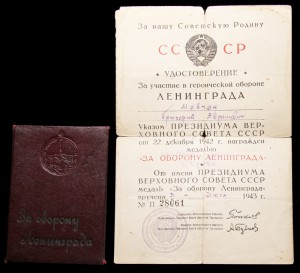 За оборону
Ленинграда
За нашу Советскую Родину
СССР
УДОСТОВЕРЕНИЕ
За участие в героической обороне
ЛЕНИНГРАДА
Указом ПРЕЗИДИУМА ВЕР-
ХОВНОГО СОВЕТА СССР
от 22 декабря 1942 г. награжден
медалью
«ЗА ОБОРОНУ ЛЕНИНГРАДА»
От имени ПРЕЗИДИУМА
ВЕРХОВНОГО СОВЕТА СССР
медаль «За оборону Ленинграда»
вручена 1943 г.
№ 28061